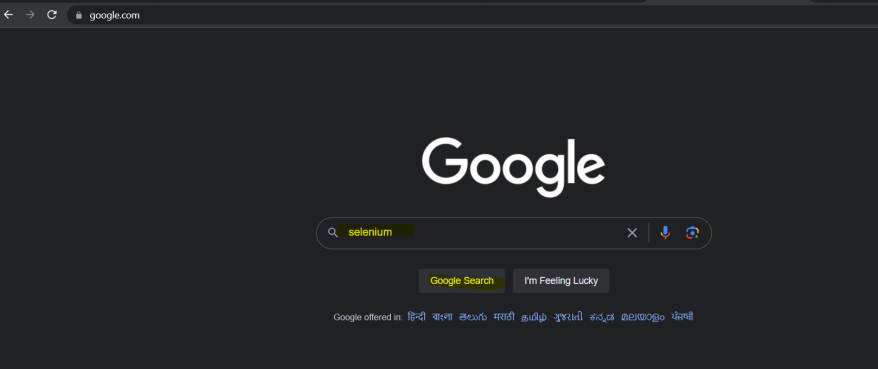 google.com
Google
selenium
Google Search I'm Feeling Lucky
Google offered in: हिन्दी বাংলা తెలుగు मराठी தமிழ் ગુજરાતી ಕನ್ನಡ മലയാളം ਪੰਜਾਬੀ